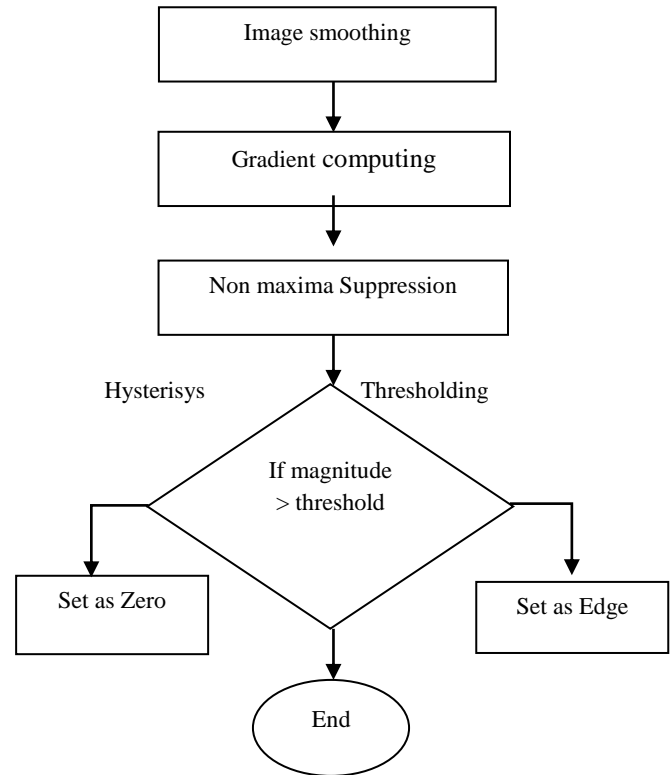 Image smoothing
Gradient computing
Non maxima Suppression
Hysterisys
Thresholding
If magnitude
> threshold
Set as Zero
Set as Edge
End